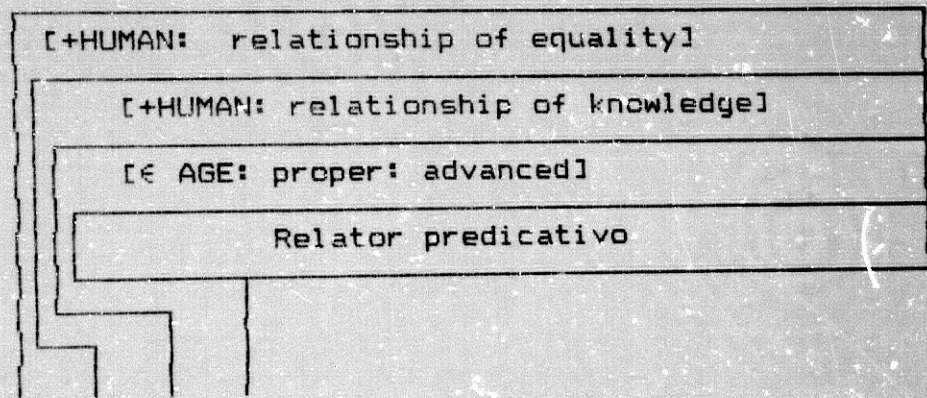 [+HUMAN: relationship of equality]
[+HUMAN: relationship of knowledge]
[∈ AGE: proper: advanced]
Relator predicativo